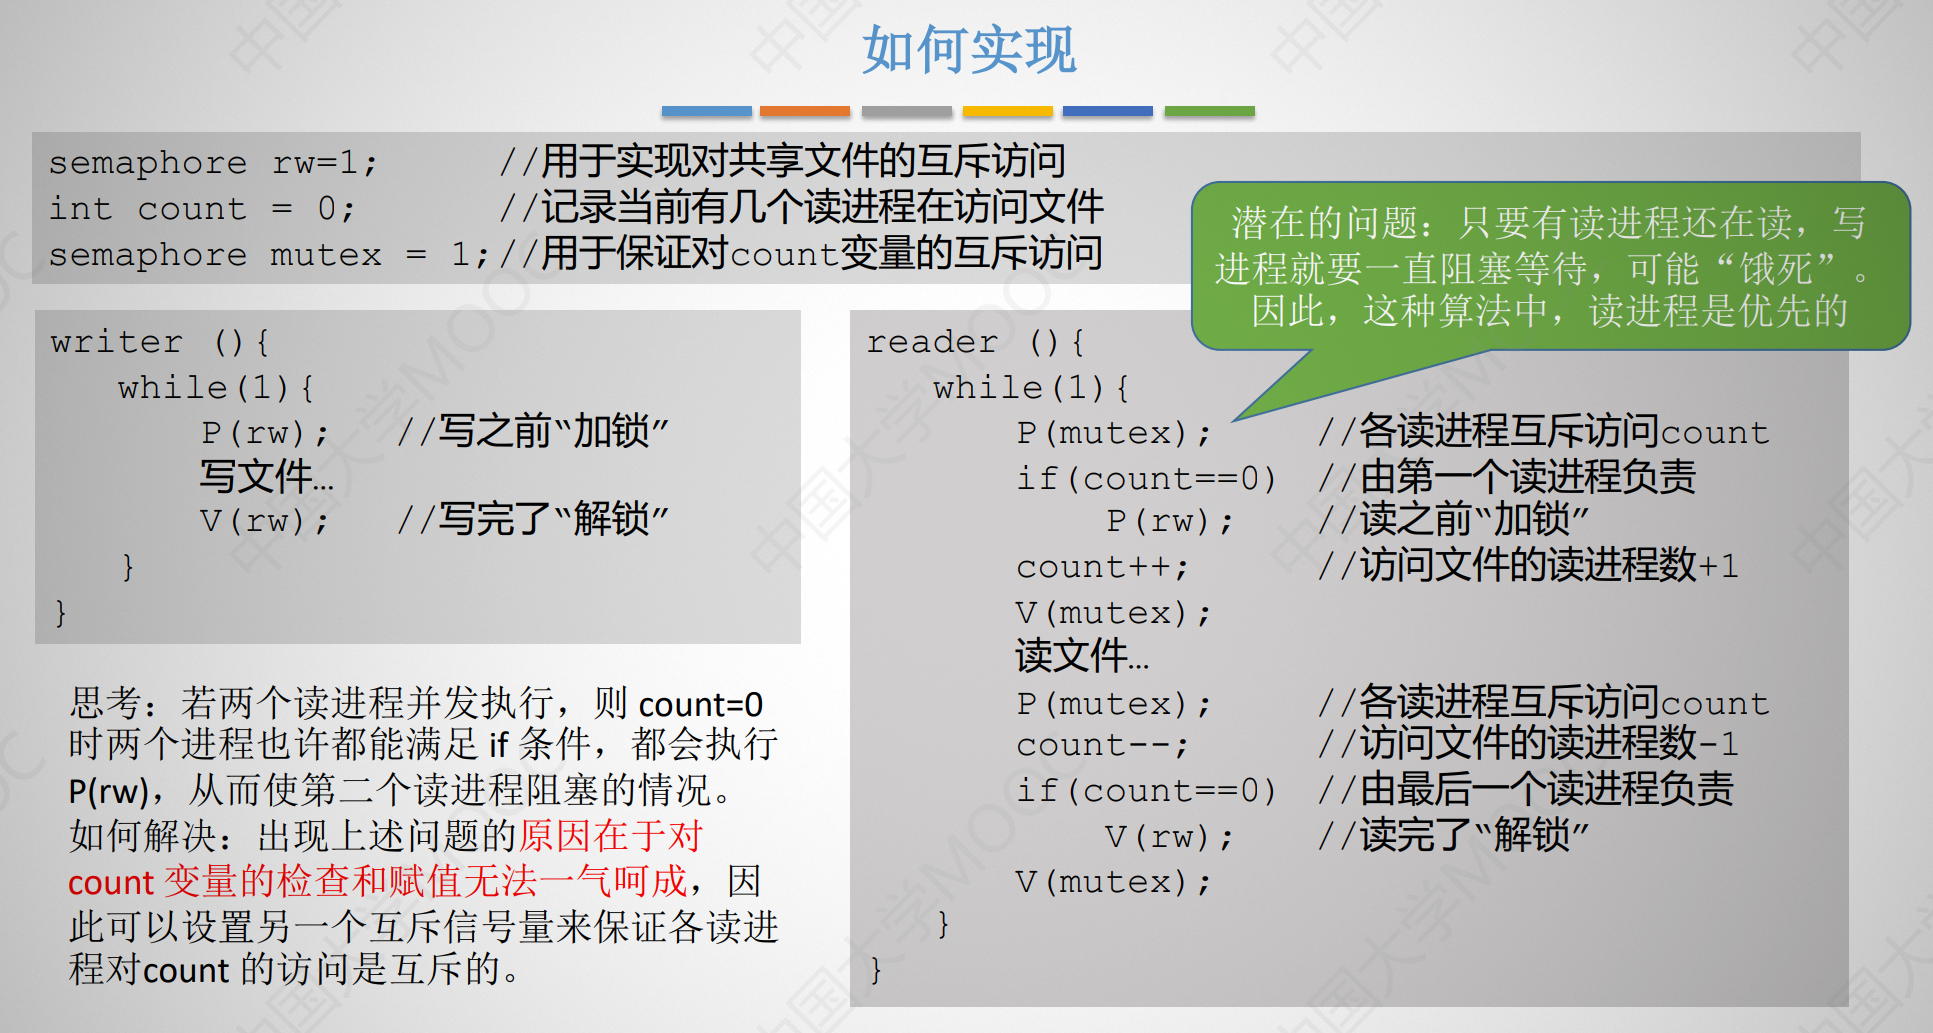 如何实现
semaphore rw=1; //用于实现对共享文件的互斥访问
int count = 0; //记录当前有几个读进程在访问文件
semaphore mutex = 1;//用于保证对count变量的互斥访问
潜在的问题：只要有读进程还在读，写
进程就要一直阻塞等待，可能“饿死”。
因此，这种算法中，读进程是优先的
writer (){
while(1){
P(rw); //写之前“加锁”
写文件…
V(rw); //写完了“解锁”
}
}
思考：若两个读进程并发执行，则 count=0
时两个进程也许都能满足 if 条件，都会执行
P(rw)，从而使第二个读进程阻塞的情况。
如何解决：出现上述问题的原因在于对
count 变量的检查和赋值无法一气呵成，因
此可以设置另一个互斥信号量来保证各读进
程对count 的访问是互斥的。
reader (){
while(1){
P(mutex); //各读进程互斥访问count
if(count==0) //由第一个读进程负责
P(rw); //读之前“加锁”
count++; //访问文件的读进程数+1
V(mutex);
读文件…
P(mutex); //各读进程互斥访问count
count--; //访问文件的读进程数-1
if(count==0) //由最后一个读进程负责
V(rw); //读完了“解锁”
V(mutex);
}
}
中国大学MOOC